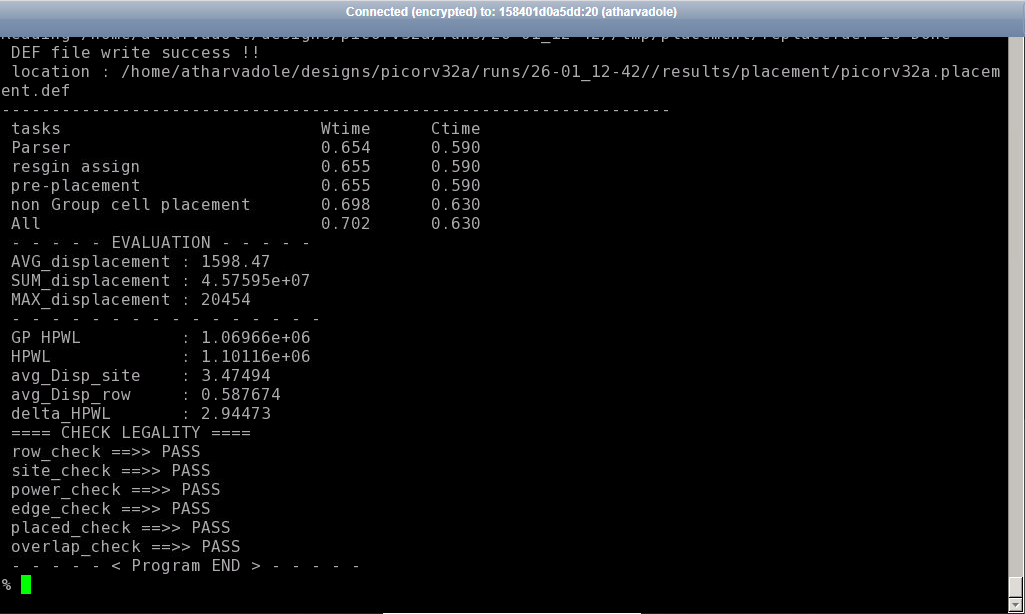 Connected (encrypted) to: 158401d0a5dd:20 (atharvadole)
DEF file write success !!
location : /home/atharvadole/designs/picorv32a/runs/26-01_12-42//results/placement/picorv32a.placem
ent.def
-------------------------------------------------------------------
tasks Wtime Ctime
Parser 0.654 0.590
resgin assign 0.655 0.590
pre-placement 0.655 0.590
non Group cell placement 0.698 0.630
All 0.702 0.630
- - - - - EVALUATION - - - - -
AVG_displacement : 1598.47
SUM_displacement : 4.57595e+07
MAX_displacement : 20454
- - - - - - - - - - - - - - - -
GP HPWL : 1.06966e+06
HPWL : 1.10116e+06
avg_Disp_site : 3.47494
avg_Disp_row : 0.587674
delta_HPWL : 2.94473
==== CHECK LEGALITY ====
row_check ==>> PASS
site_check ==>> PASS
power_check ==>> PASS
edge_check ==>> PASS
placed_check ==>> PASS
overlap_check ==>> PASS
- - - - - < Program END > - - - - -
%